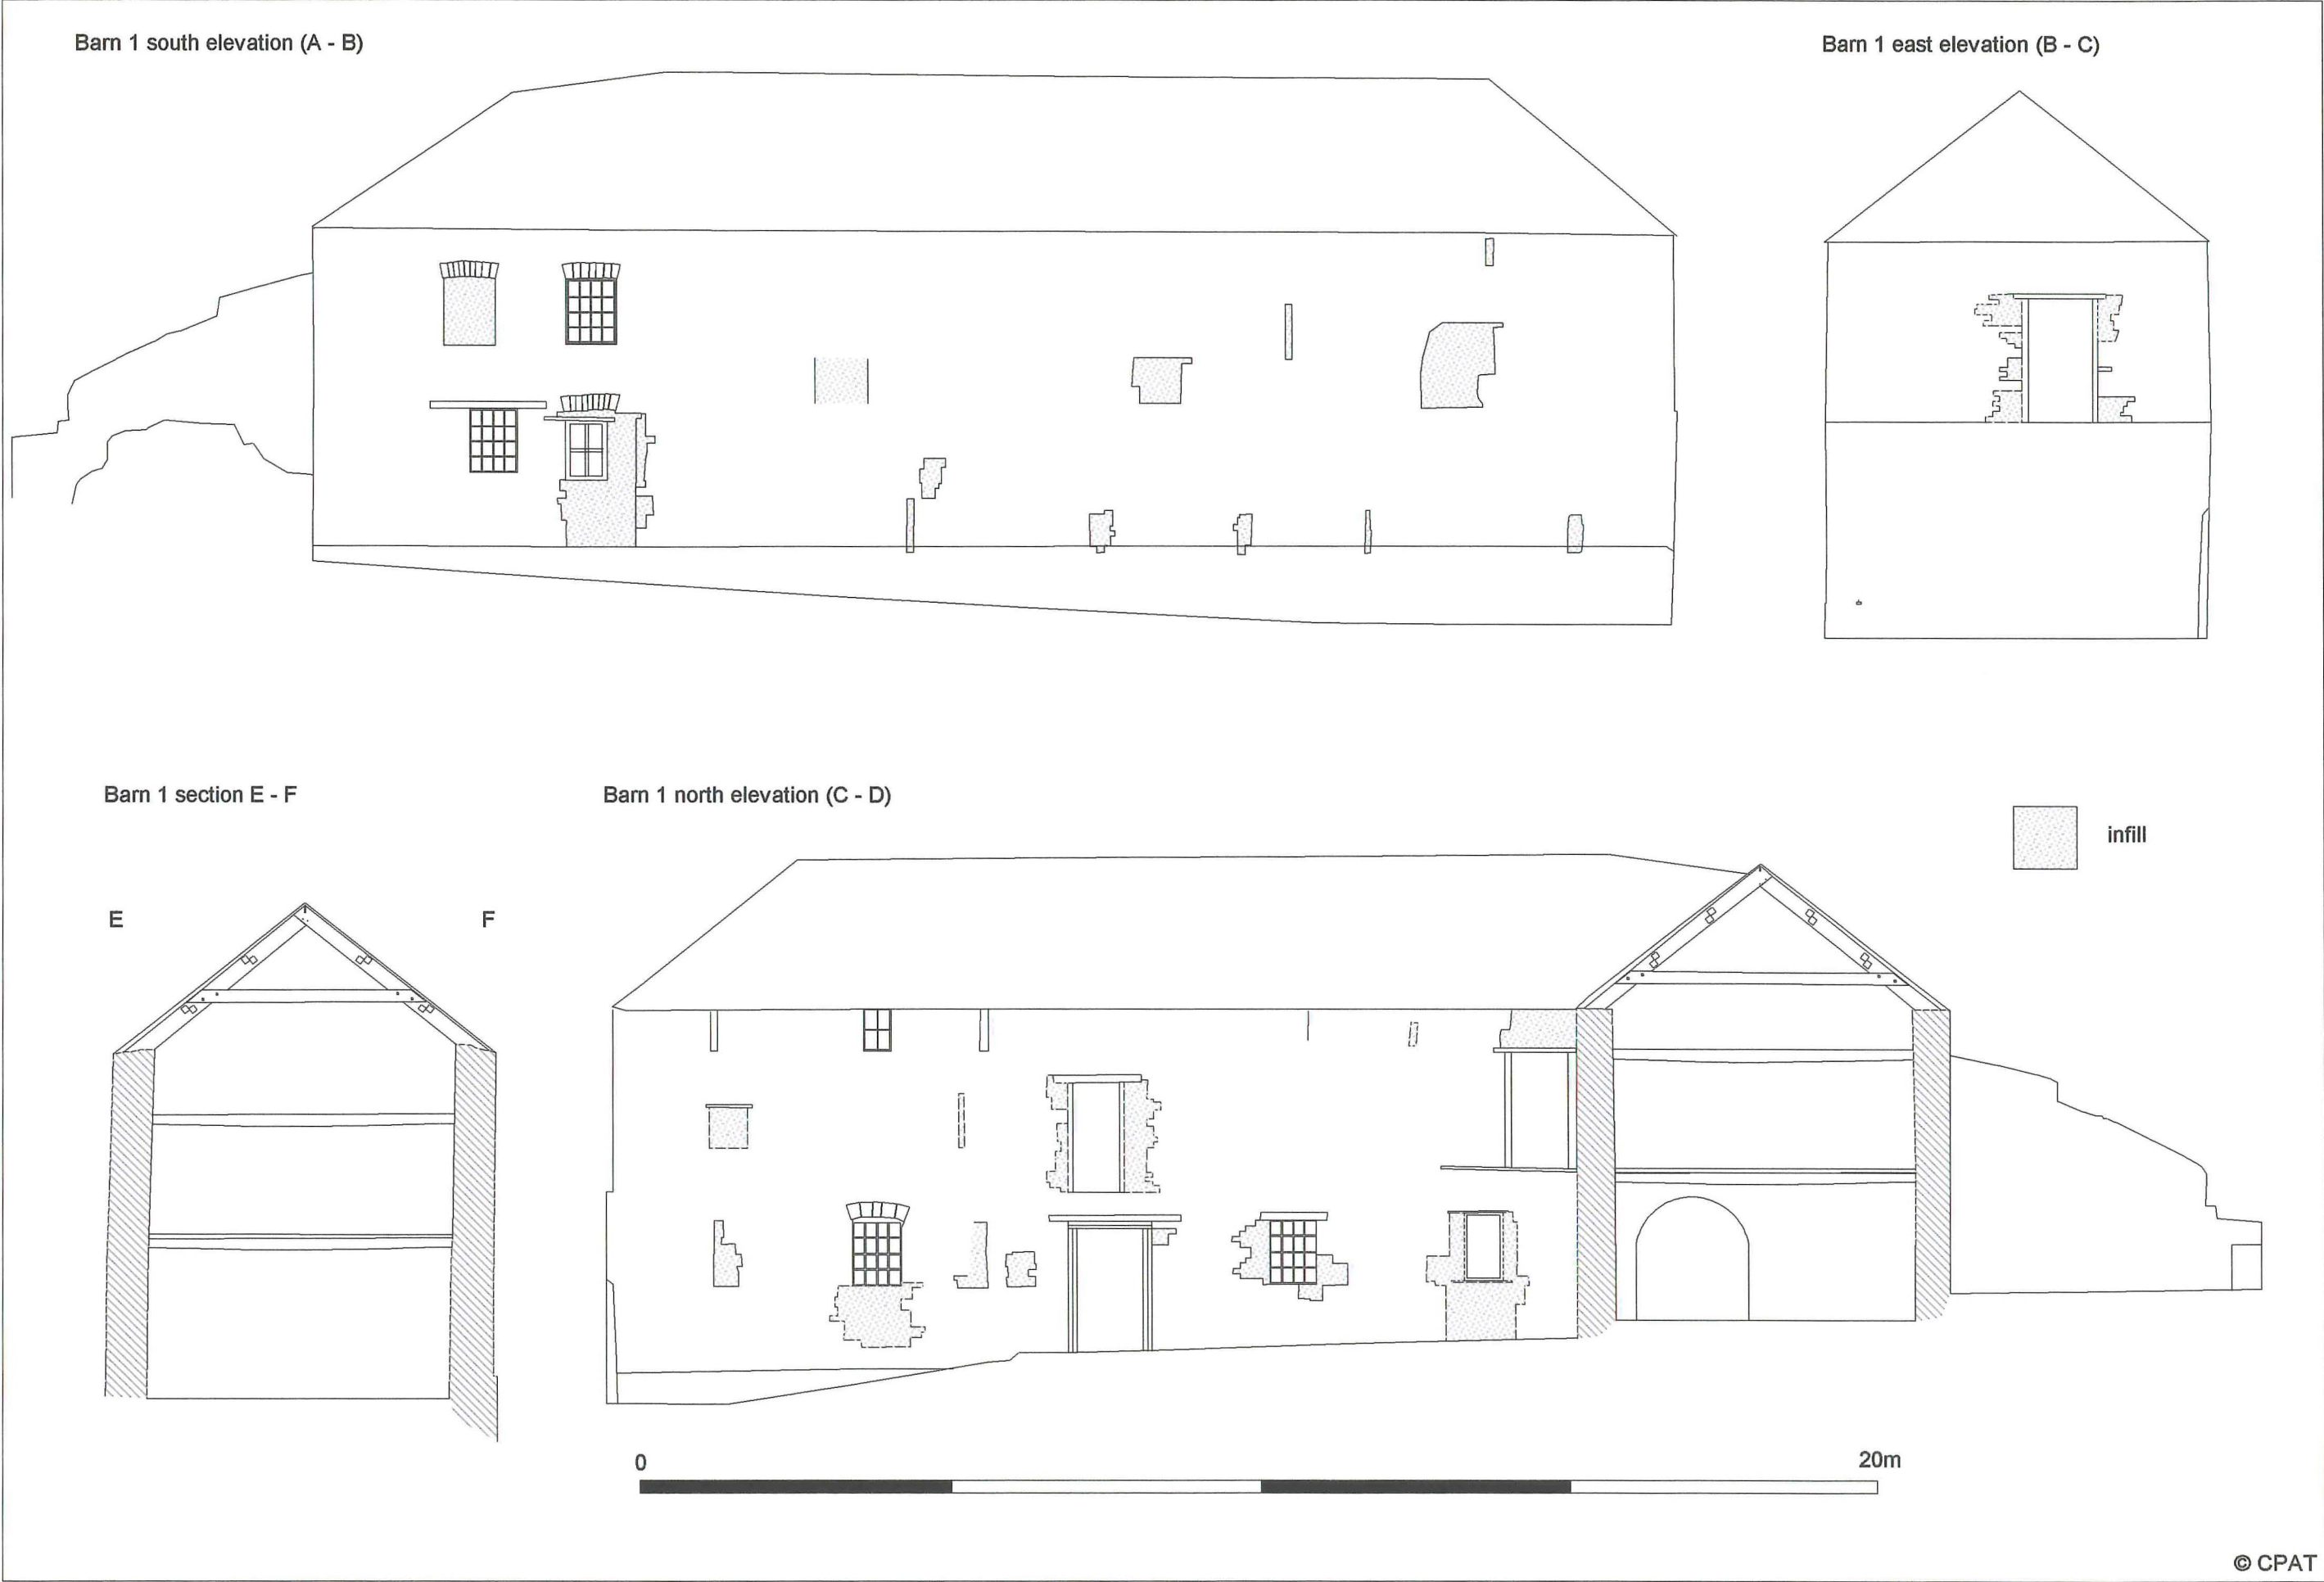 Barn 1 south elevation (A - B)
Barn 1 east elevation (B - C)
Barn 1 section E - F
Barn 1 north elevation (C - D)
infill
E
F
0
20m
© CPAT